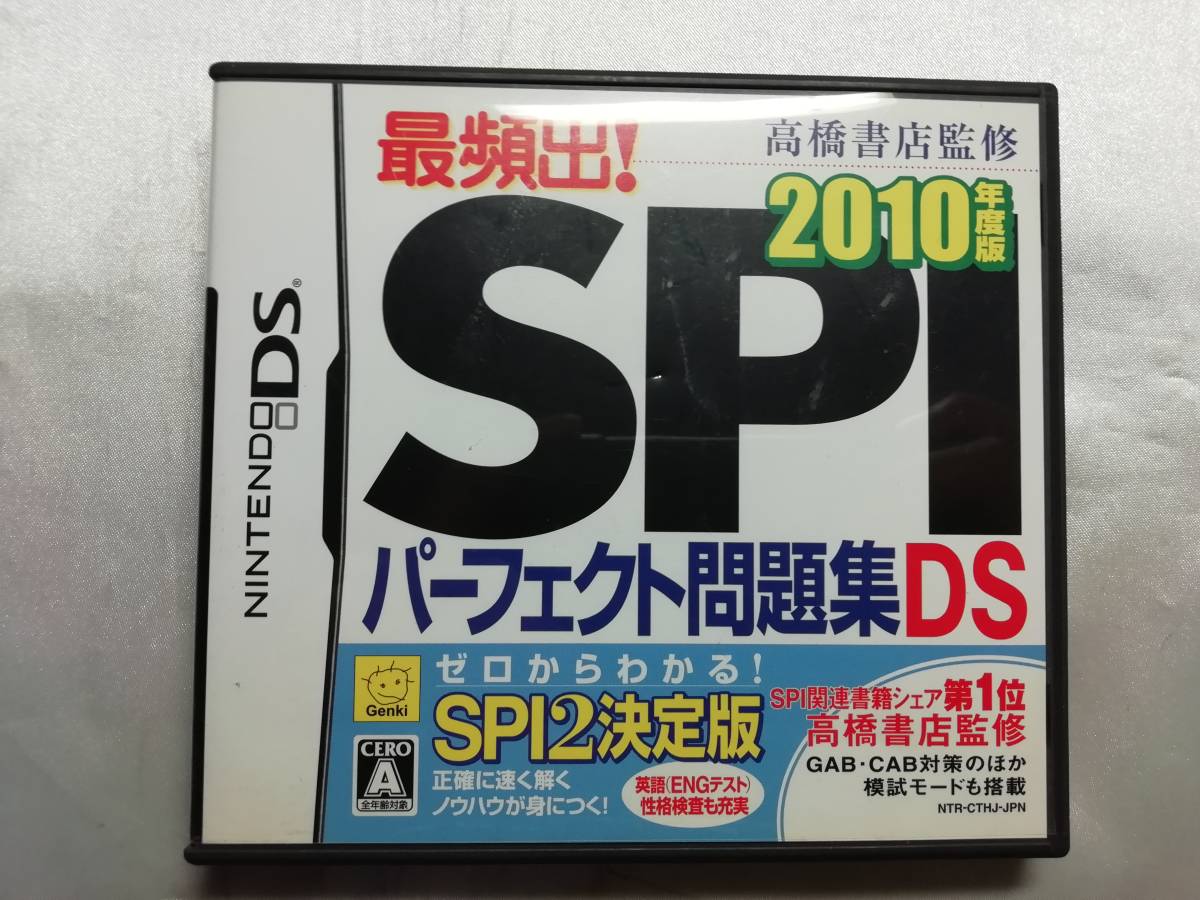 NINTENDO DS®
最頻出!
高橋書店監修
2010年度版
SPI
パーフェクト問題集DS
Genki
ゼロからわかる!
SPI2決定版
正確に速く解く
ノウハウが身につく!
英語(ENGテスト)
性格検査も充実
SPI関連書籍シェア第1位
高橋書店監修
GAB・CAB対策のほか
模試モードも搭載
NTR-CTHJ-JPN
CERO
A
全年齢対象